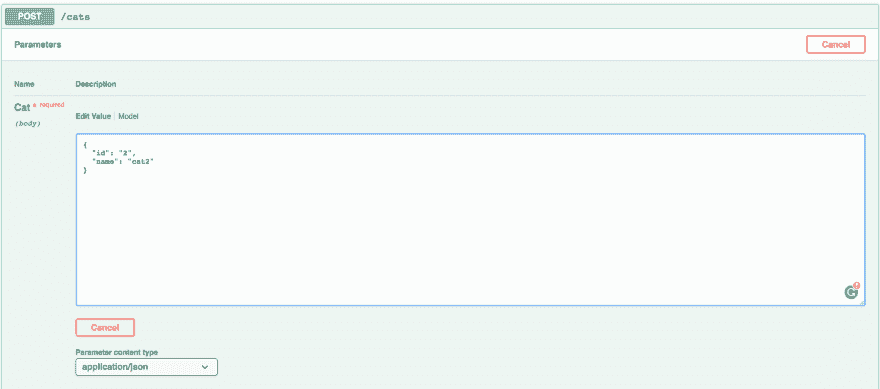 POST /cats
Parameters
Cancel
Name Description
Cat * required
(body)
Edit Value | Model
{
"id": "2",
"name": "cat2"
}
Cancel
Parameter content type
application/json